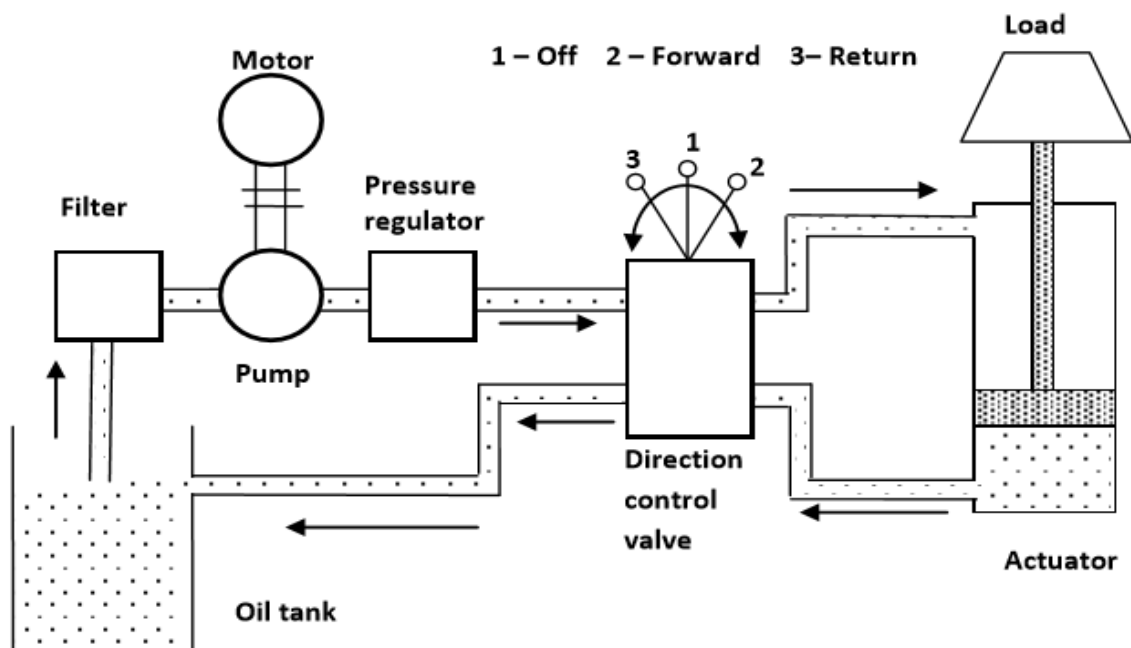 Load
Motor
1 – Off 2 – Forward 3– Return
1
3
2
Pressure
regulator
Filter
Pump
Direction
control
valve
Actuator
Oil tank